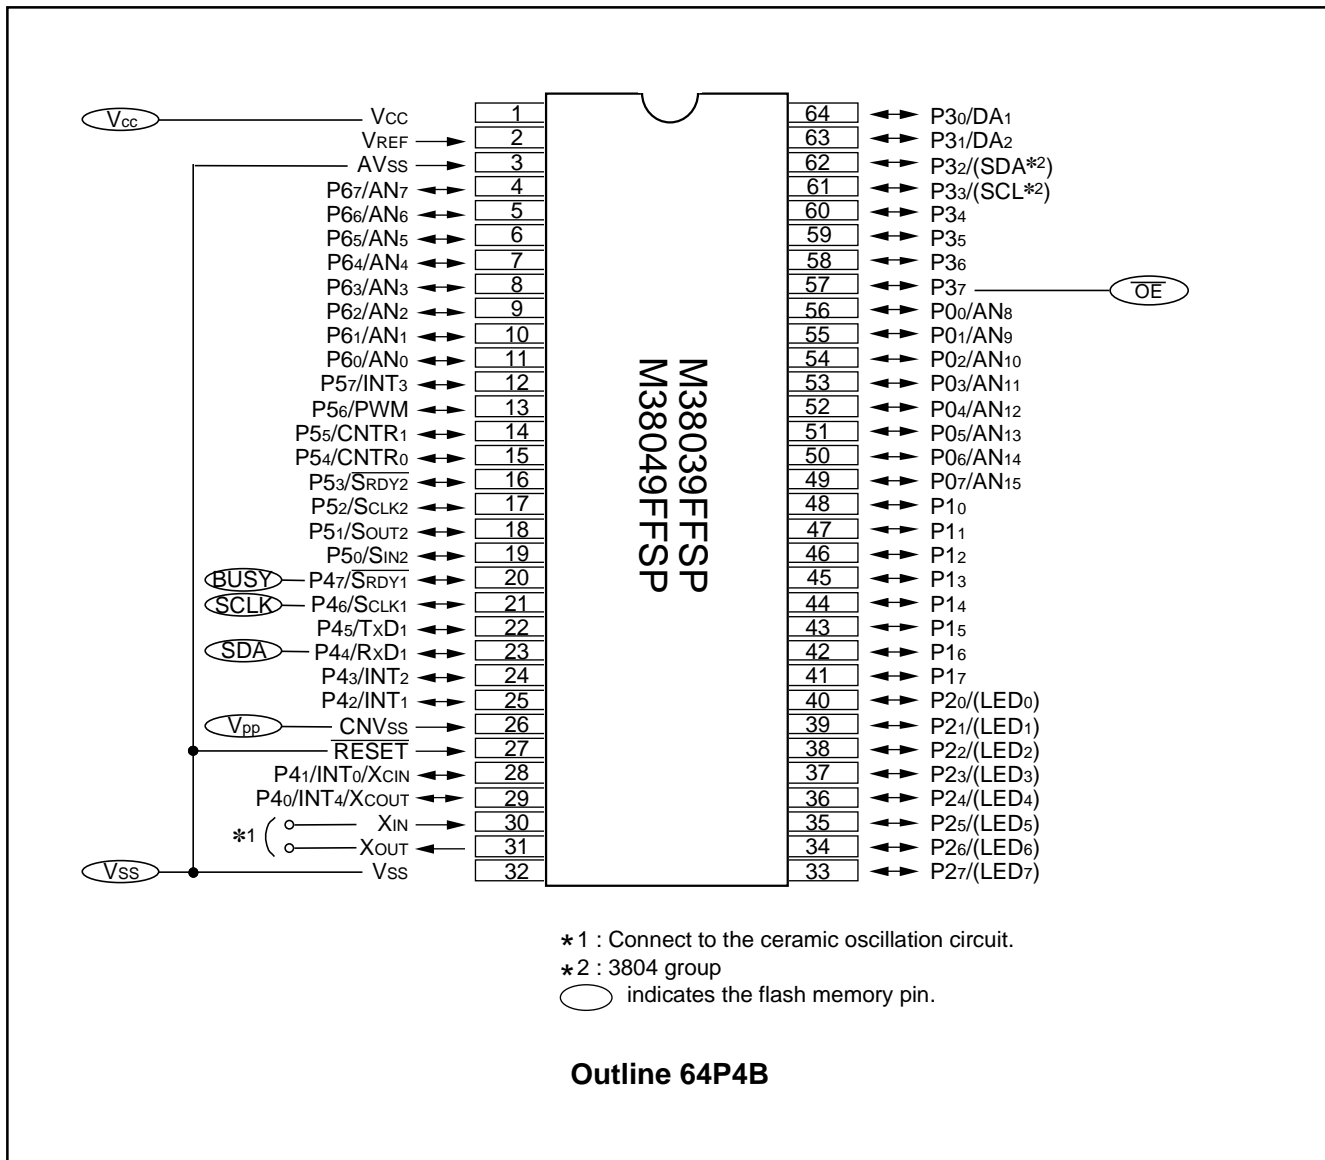 Vcc VCC 1 64 P30/DA1
VREF 2 63 P31/DA2
AVSS 3 62 P32/(SDA*2)
P67/AN7 4 61 P33/(SCL*2)
P66/AN6 5 60 P34
P65/AN5 6 59 P35
P64/AN4 7 58 P36
P63/AN3 8 57 P37 OE
P62/AN2 9 56 P00/AN8
P61/AN1 10 55 P01/AN9
P60/AN0 11 54 P02/AN10
P57/INT3 12 53 P03/AN11
P56/PWM 13 52 P04/AN12
P55/CNTR1 14 51 P05/AN13
P54/CNTR0 15 50 P06/AN14
P53/SRDY2 16 49 P07/AN15
P52/SCLK2 17 48 P10
P51/SOUT2 18 47 P11
P50/SIN2 19 46 P12
BUSY P47/SRDY1 20 45 P13
SCLK P46/SCLK1 21 44 P14
P45/TXD1 22 43 P15
SDA P44/RXD1 23 42 P16
P43/INT2 24 41 P17
P42/INT1 25 40 P20/(LED0)
Vpp CNVSS 26 39 P21/(LED1)
RESET 27 38 P22/(LED2)
P41/INT0/XCIN 28 37 P23/(LED3)
P40/INT4/XCOUT 29 36 P24/(LED4)
*1 XIN 30 35 P25/(LED5)
XOUT 31 34 P26/(LED6)
Vss VSS 32 33 P27/(LED7)
M38039FFSP
M38049FFSP
*1 : Connect to the ceramic oscillation circuit.
*2 : 3804 group
indicates the flash memory pin.
Outline 64P4B